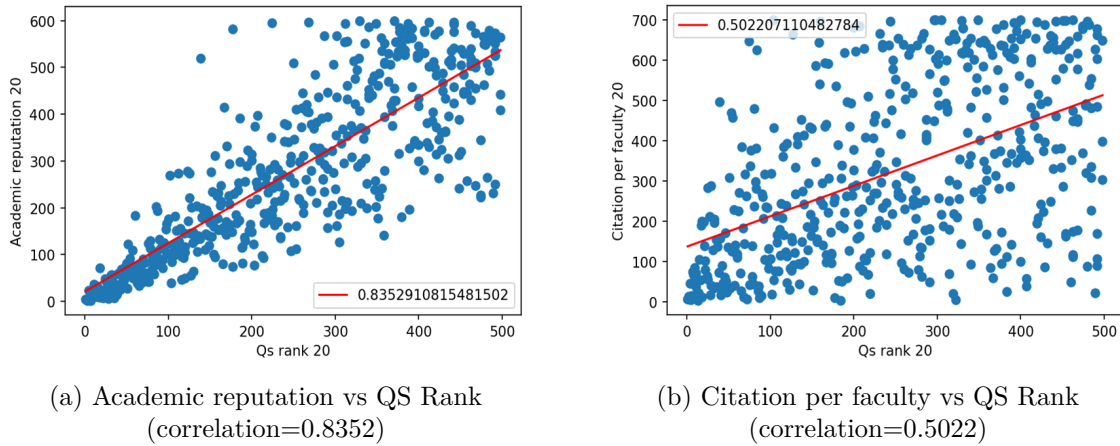 600
500
400
300
200
100
0
Academic reputation 20
0 100 200 300 400 500
Qs rank 20
0.8352910815481502
700
600
500
400
300
200
100
0
Citation per faculty 20
0 100 200 300 400 500
Qs rank 20
0.502207110482784
(a) Academic reputation vs QS Rank
(correlation=0.8352)
(b) Citation per faculty vs QS Rank
(correlation=0.5022)